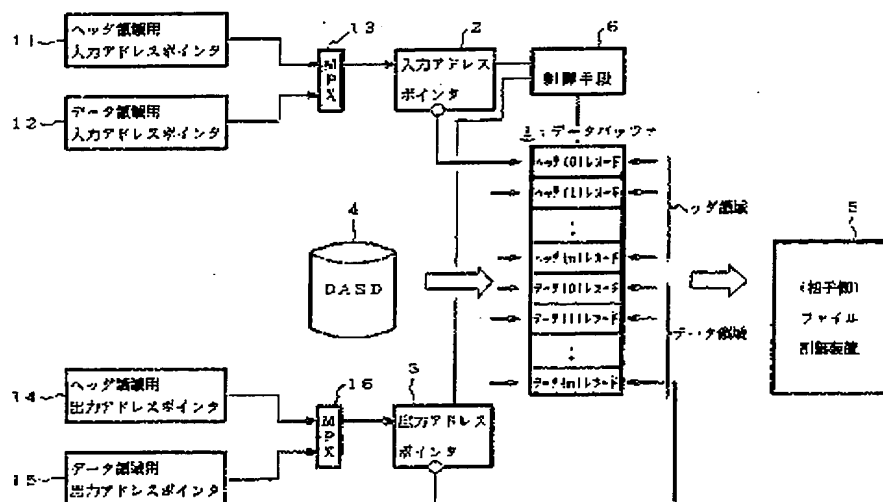 11
ヘッダ領域用
入力アドレスポインタ
12
データ領域用
入力アドレスポインタ
13
MPX
2
入力アドレス
ポインタ
6
制御手段
1:データバッファ
ヘッダ(0)レコード
ヘッダ(1)レコード
ヘッダ(n)レコード
データ(0)レコード
データ(1)レコード
データ(m)レコード
ヘッダ領域
データ領域
4
DASD
5
(相手側)
ファイル
制御装置
14
ヘッダ領域用
出力アドレスポインタ
15
データ領域用
出力アドレスポインタ
16
MPX
3
出力アドレス
ポインタ